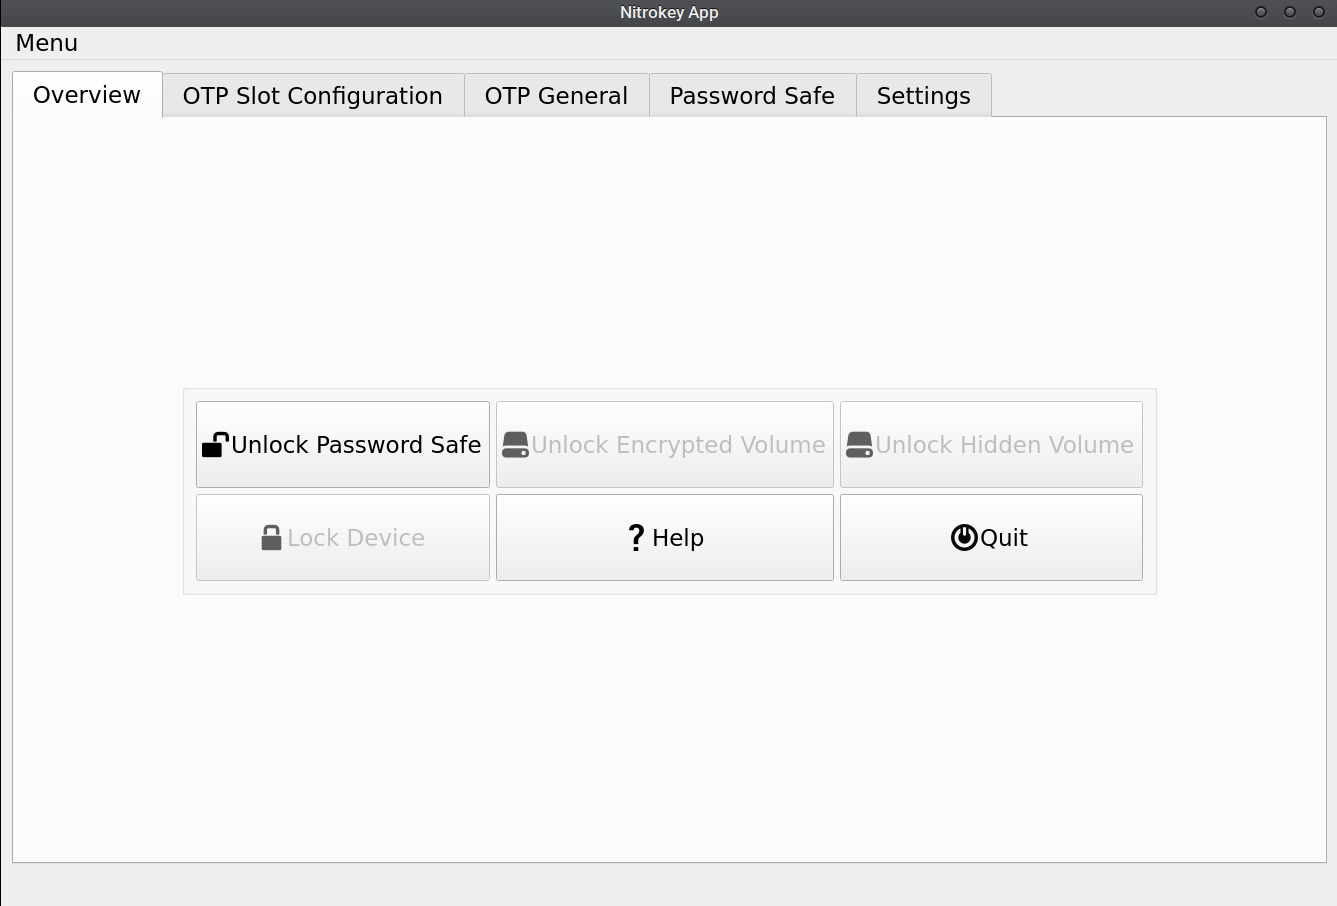 Nitrokey App
Menu
Overview OTP Slot Configuration OTP General Password Safe Settings
Unlock Password Safe Unlock Encrypted Volume Unlock Hidden Volume
Lock Device ? Help Quit